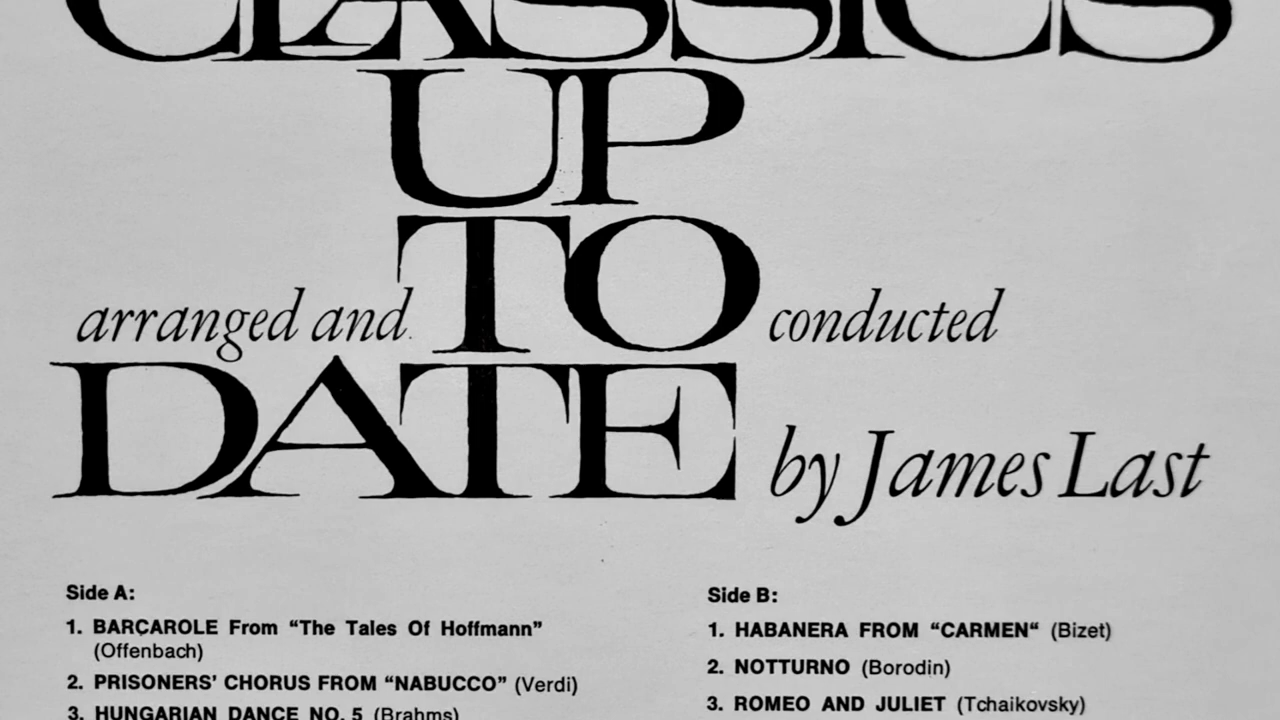 CLASSICS
UP
TO
arranged and
conducted
DATE
by James Last
Side A:
1. BARÇAROLE From “The Tales Of Hoffmann”
(Offenbach)
2. PRISONERS’ CHORUS FROM “NABUCCO” (Verdi)
3. HUNGARIAN DANCE NO. 5 (Brahms)
Side B:
1. HABANERA FROM “CARMEN“ (Bizet)
2. NOTTURNO (Borodin)
3. ROMEO AND JULIET (Tchaikovsky)